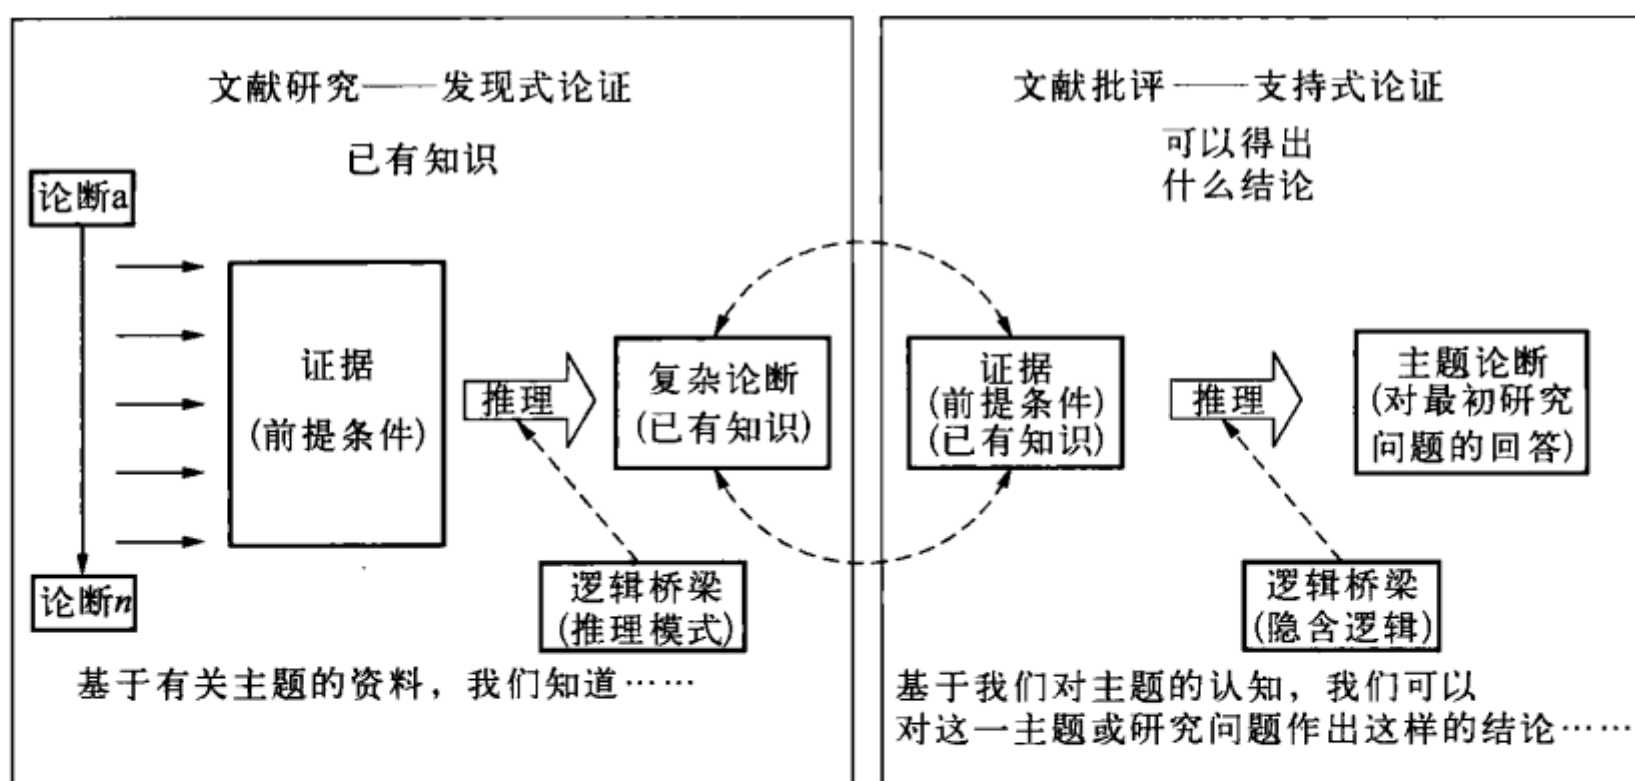 文献研究——发现式论证
已有知识
论断a
证据
(前提条件)
推理
复杂论断
(已有知识)
论断n
逻辑桥梁
(推理模式)
基于有关主题的资料，我们知道……
文献批评——支持式论证
可以得出
什么结论
证据
(前提条件)
(已有知识)
推理
主题论断
(对最初研究
问题的回答)
逻辑桥梁
(隐含逻辑)
基于我们对主题的认知，我们可以
对这一主题或研究问题作出这样的结论……